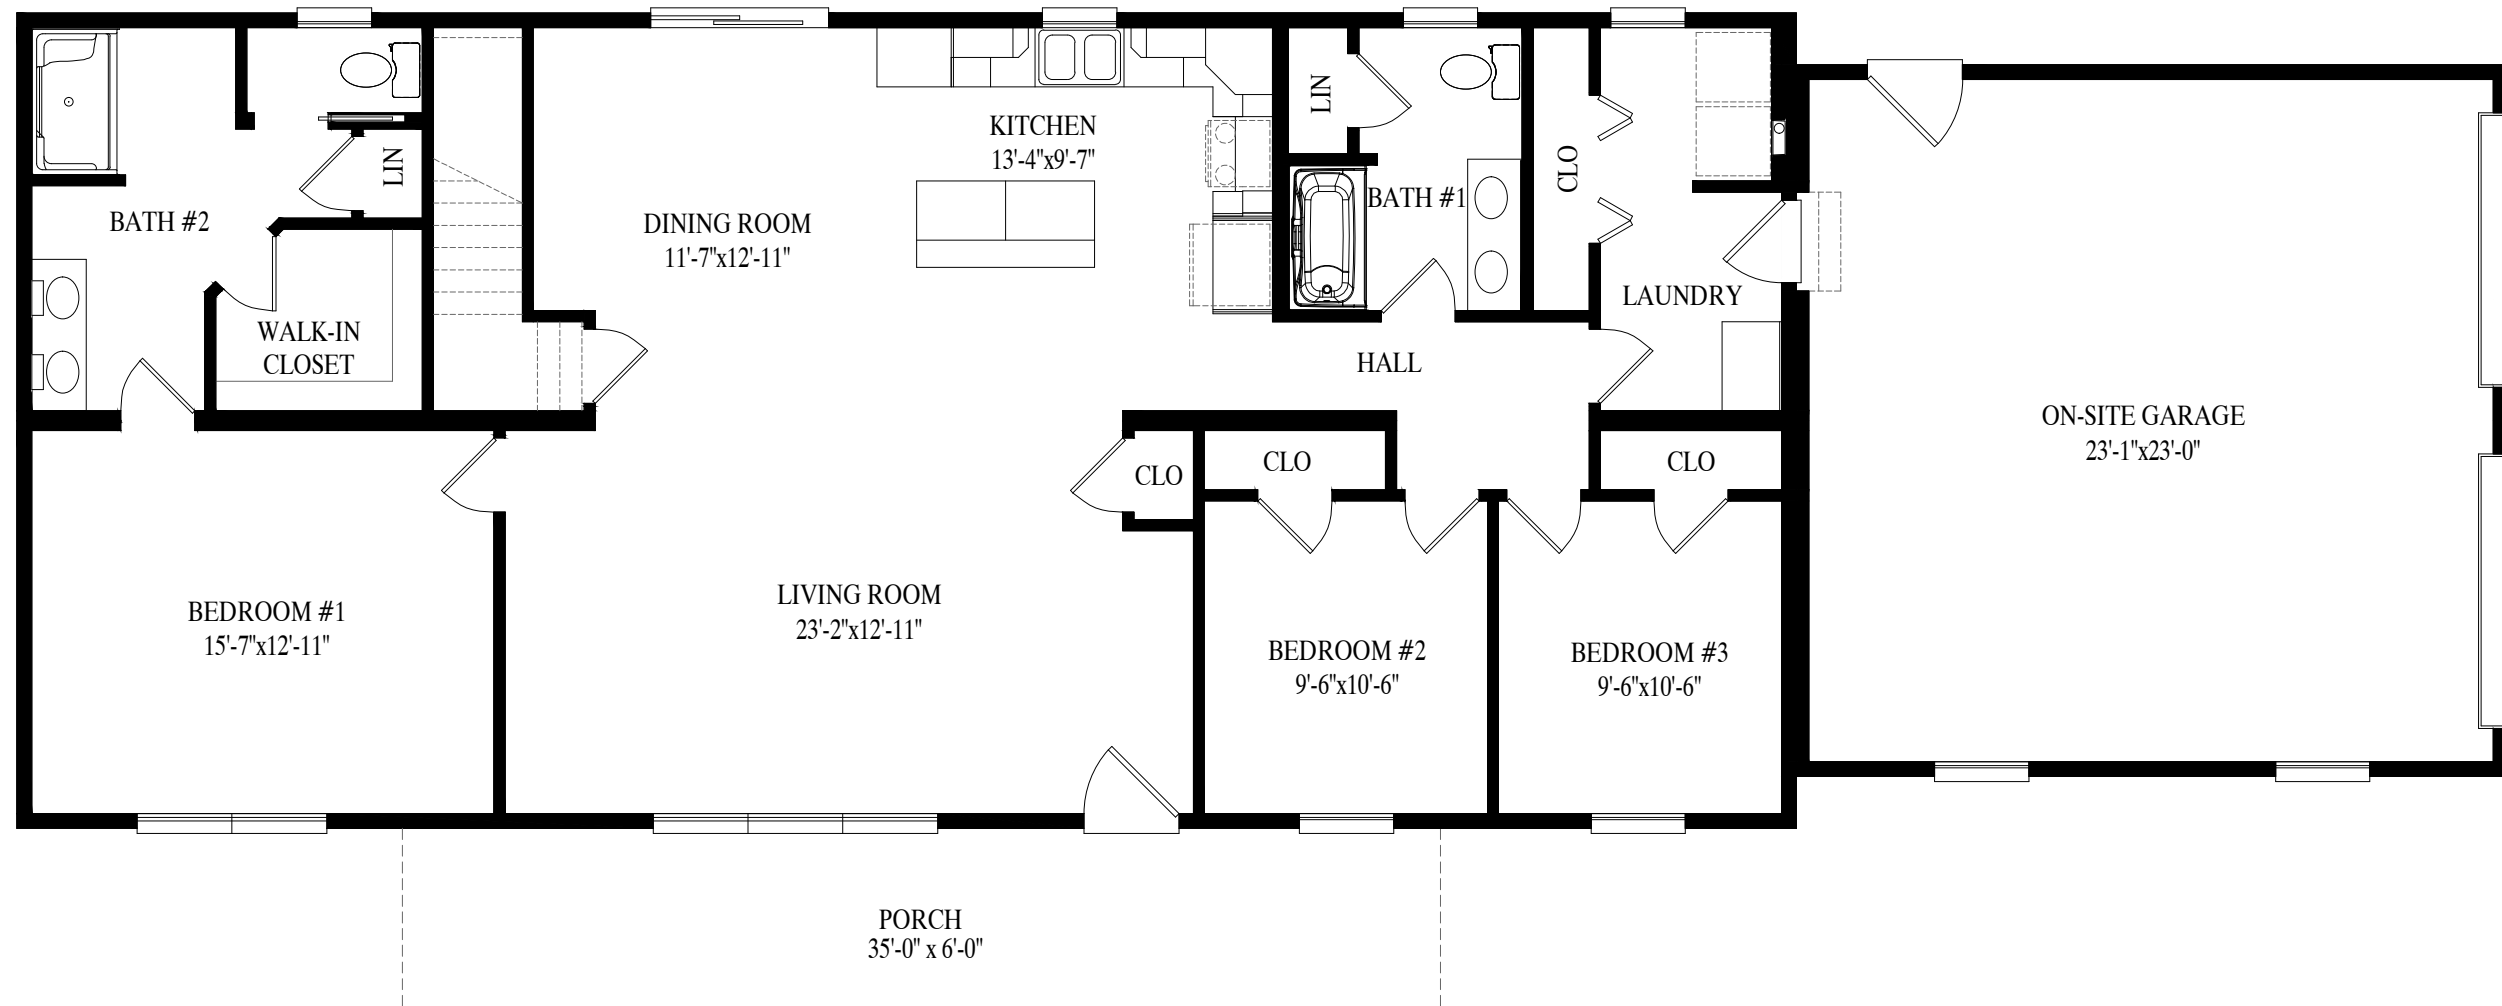 LIN
BATH #2
WALK-IN
CLOSET
DINING ROOM
11'-7"x12'-11"
KITCHEN
13'-4"x9'-7"
LIN
BATH #1
CLO
LAUNDRY
HALL
ON-SITE GARAGE
23'-1"x23'-0"
CLO
CLO
CLO
BEDROOM #1
15'-7"x12'-11"
LIVING ROOM
23'-2"x12'-11"
BEDROOM #2
9'-6"x10'-6"
BEDROOM #3
9'-6"x10'-6"
PORCH
35'-0" x 6'-0"